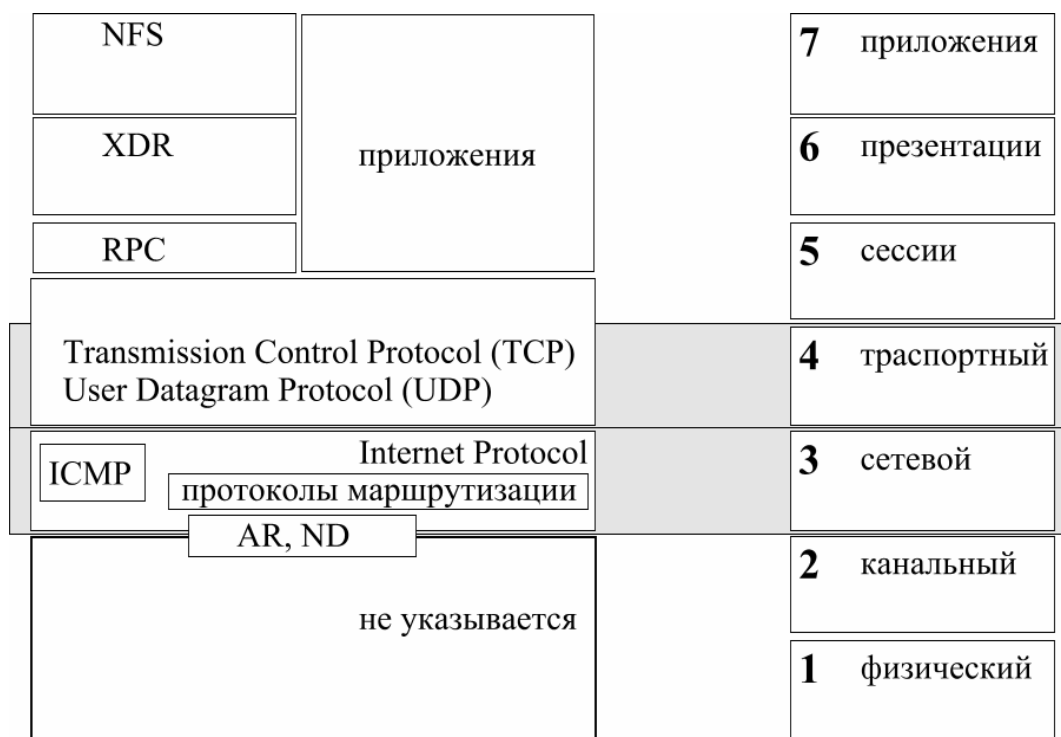 NFS
7 приложения
XDR
приложения
6 презентации
RPC
5 сессии
Transmission Control Protocol (TCP)
User Datagram Protocol (UDP)
4 траспортный
ICMP
Internet Protocol
протоколы маршрутизации
3 сетевой
AR, ND
2 канальный
не указывается
1 физический